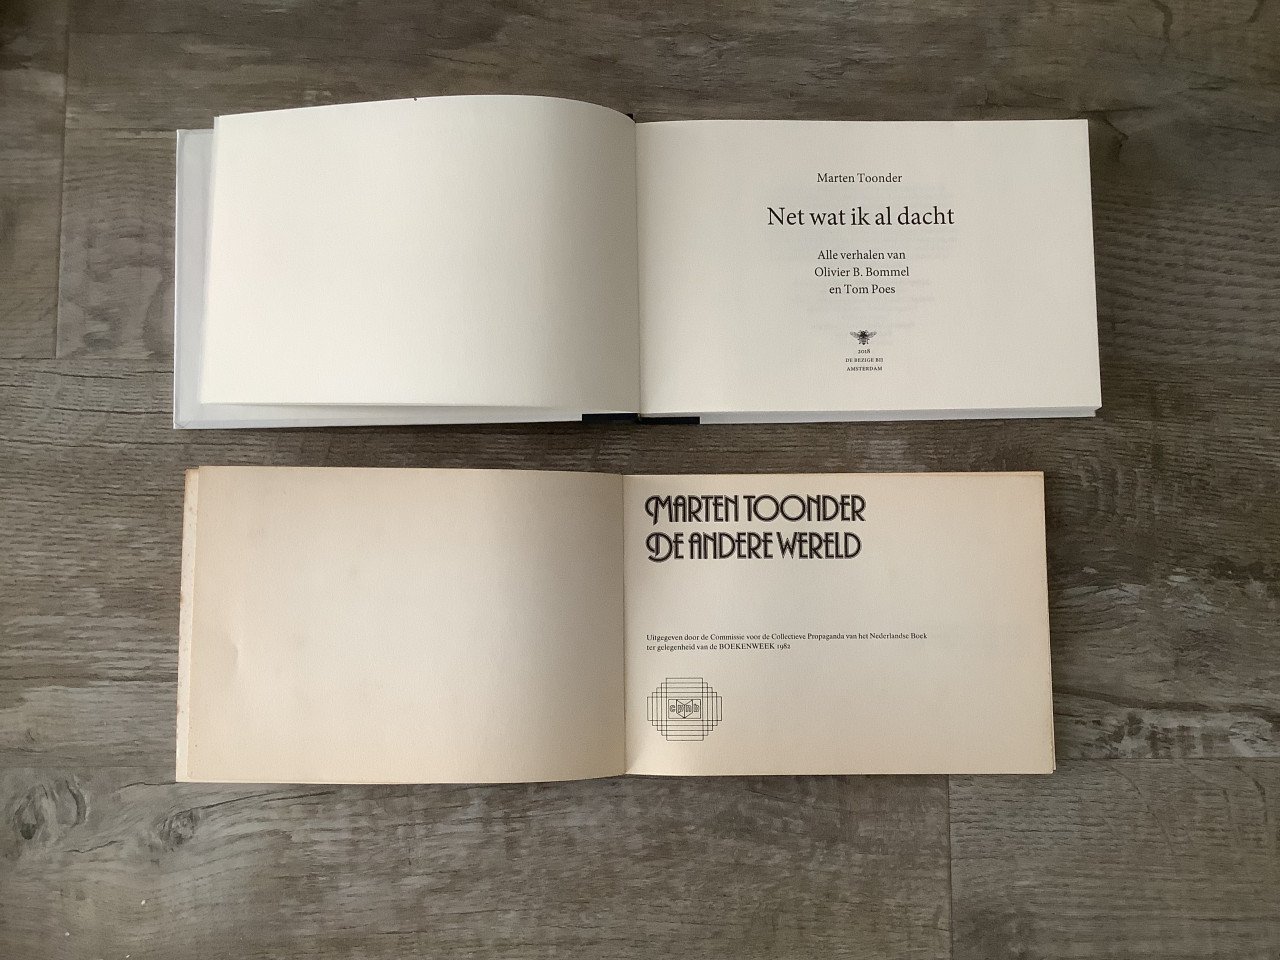 Marten Toonder
Net wat ik al dacht
Alle verhalen van
Olivier B. Bommel
en Tom Poes
2018
DE BEZIGE BIJ
AMSTERDAM
MARTEN TOONDER
DE ANDERE WERELD
Uitgegeven door de Commissie voor de Collectieve Propaganda van het Nederlandse Boek
ter gelegenheid van de BOEKENWEEK 1982
cpnb